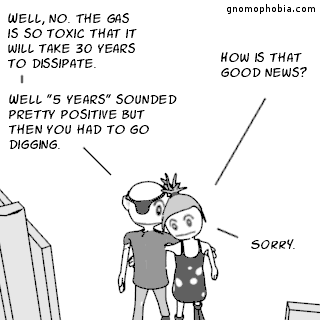 gnomophobia.com
WELL, NO. THE GAS
IS SO TOXIC THAT IT
WILL TAKE 30 YEARS
TO DISSIPATE.
HOW IS THAT
GOOD NEWS?
WELL "5 YEARS" SOUNDED
PRETTY POSITIVE BUT
THEN YOU HAD TO GO
DIGGING.
SORRY.